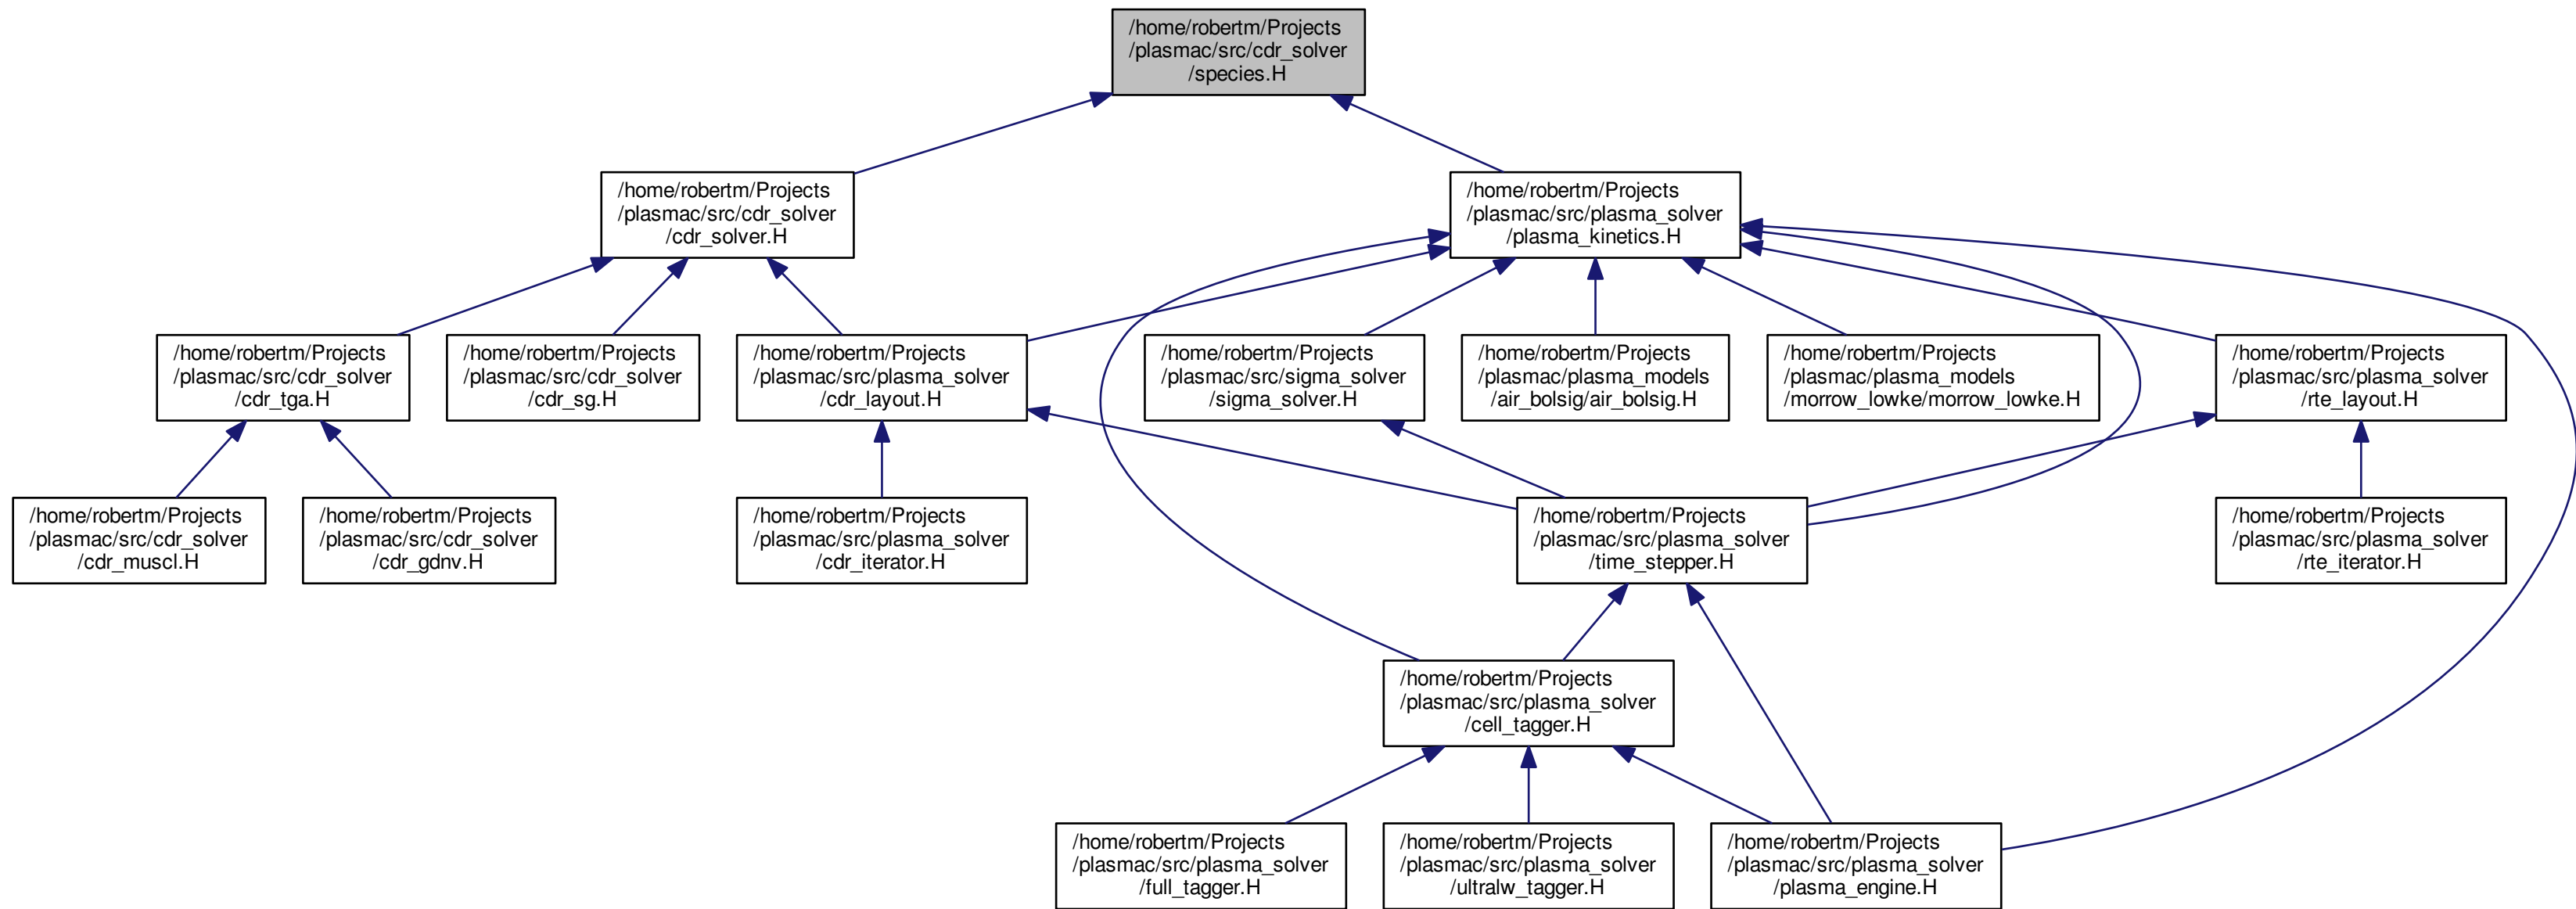 /home/robertm/Projects
/plasmac/src/cdr_solver
/species.H
/home/robertm/Projects
/plasmac/src/cdr_solver
/cdr_solver.H
/home/robertm/Projects
/plasmac/src/plasma_solver
/plasma_kinetics.H
/home/robertm/Projects
/plasmac/src/cdr_solver
/cdr_tga.H
/home/robertm/Projects
/plasmac/src/cdr_solver
/cdr_sg.H
/home/robertm/Projects
/plasmac/src/plasma_solver
/cdr_layout.H
/home/robertm/Projects
/plasmac/src/sigma_solver
/sigma_solver.H
/home/robertm/Projects
/plasmac/plasma_models
/air_bolsig/air_bolsig.H
/home/robertm/Projects
/plasmac/plasma_models
/morrow_lowke/morrow_lowke.H
/home/robertm/Projects
/plasmac/src/plasma_solver
/rte_layout.H
/home/robertm/Projects
/plasmac/src/cdr_solver
/cdr_muscl.H
/home/robertm/Projects
/plasmac/src/cdr_solver
/cdr_gdnv.H
/home/robertm/Projects
/plasmac/src/plasma_solver
/cdr_iterator.H
/home/robertm/Projects
/plasmac/src/plasma_solver
/time_stepper.H
/home/robertm/Projects
/plasmac/src/plasma_solver
/rte_iterator.H
/home/robertm/Projects
/plasmac/src/plasma_solver
/cell_tagger.H
/home/robertm/Projects
/plasmac/src/plasma_solver
/full_tagger.H
/home/robertm/Projects
/plasmac/src/plasma_solver
/ultralw_tagger.H
/home/robertm/Projects
/plasmac/src/plasma_solver
/plasma_engine.H